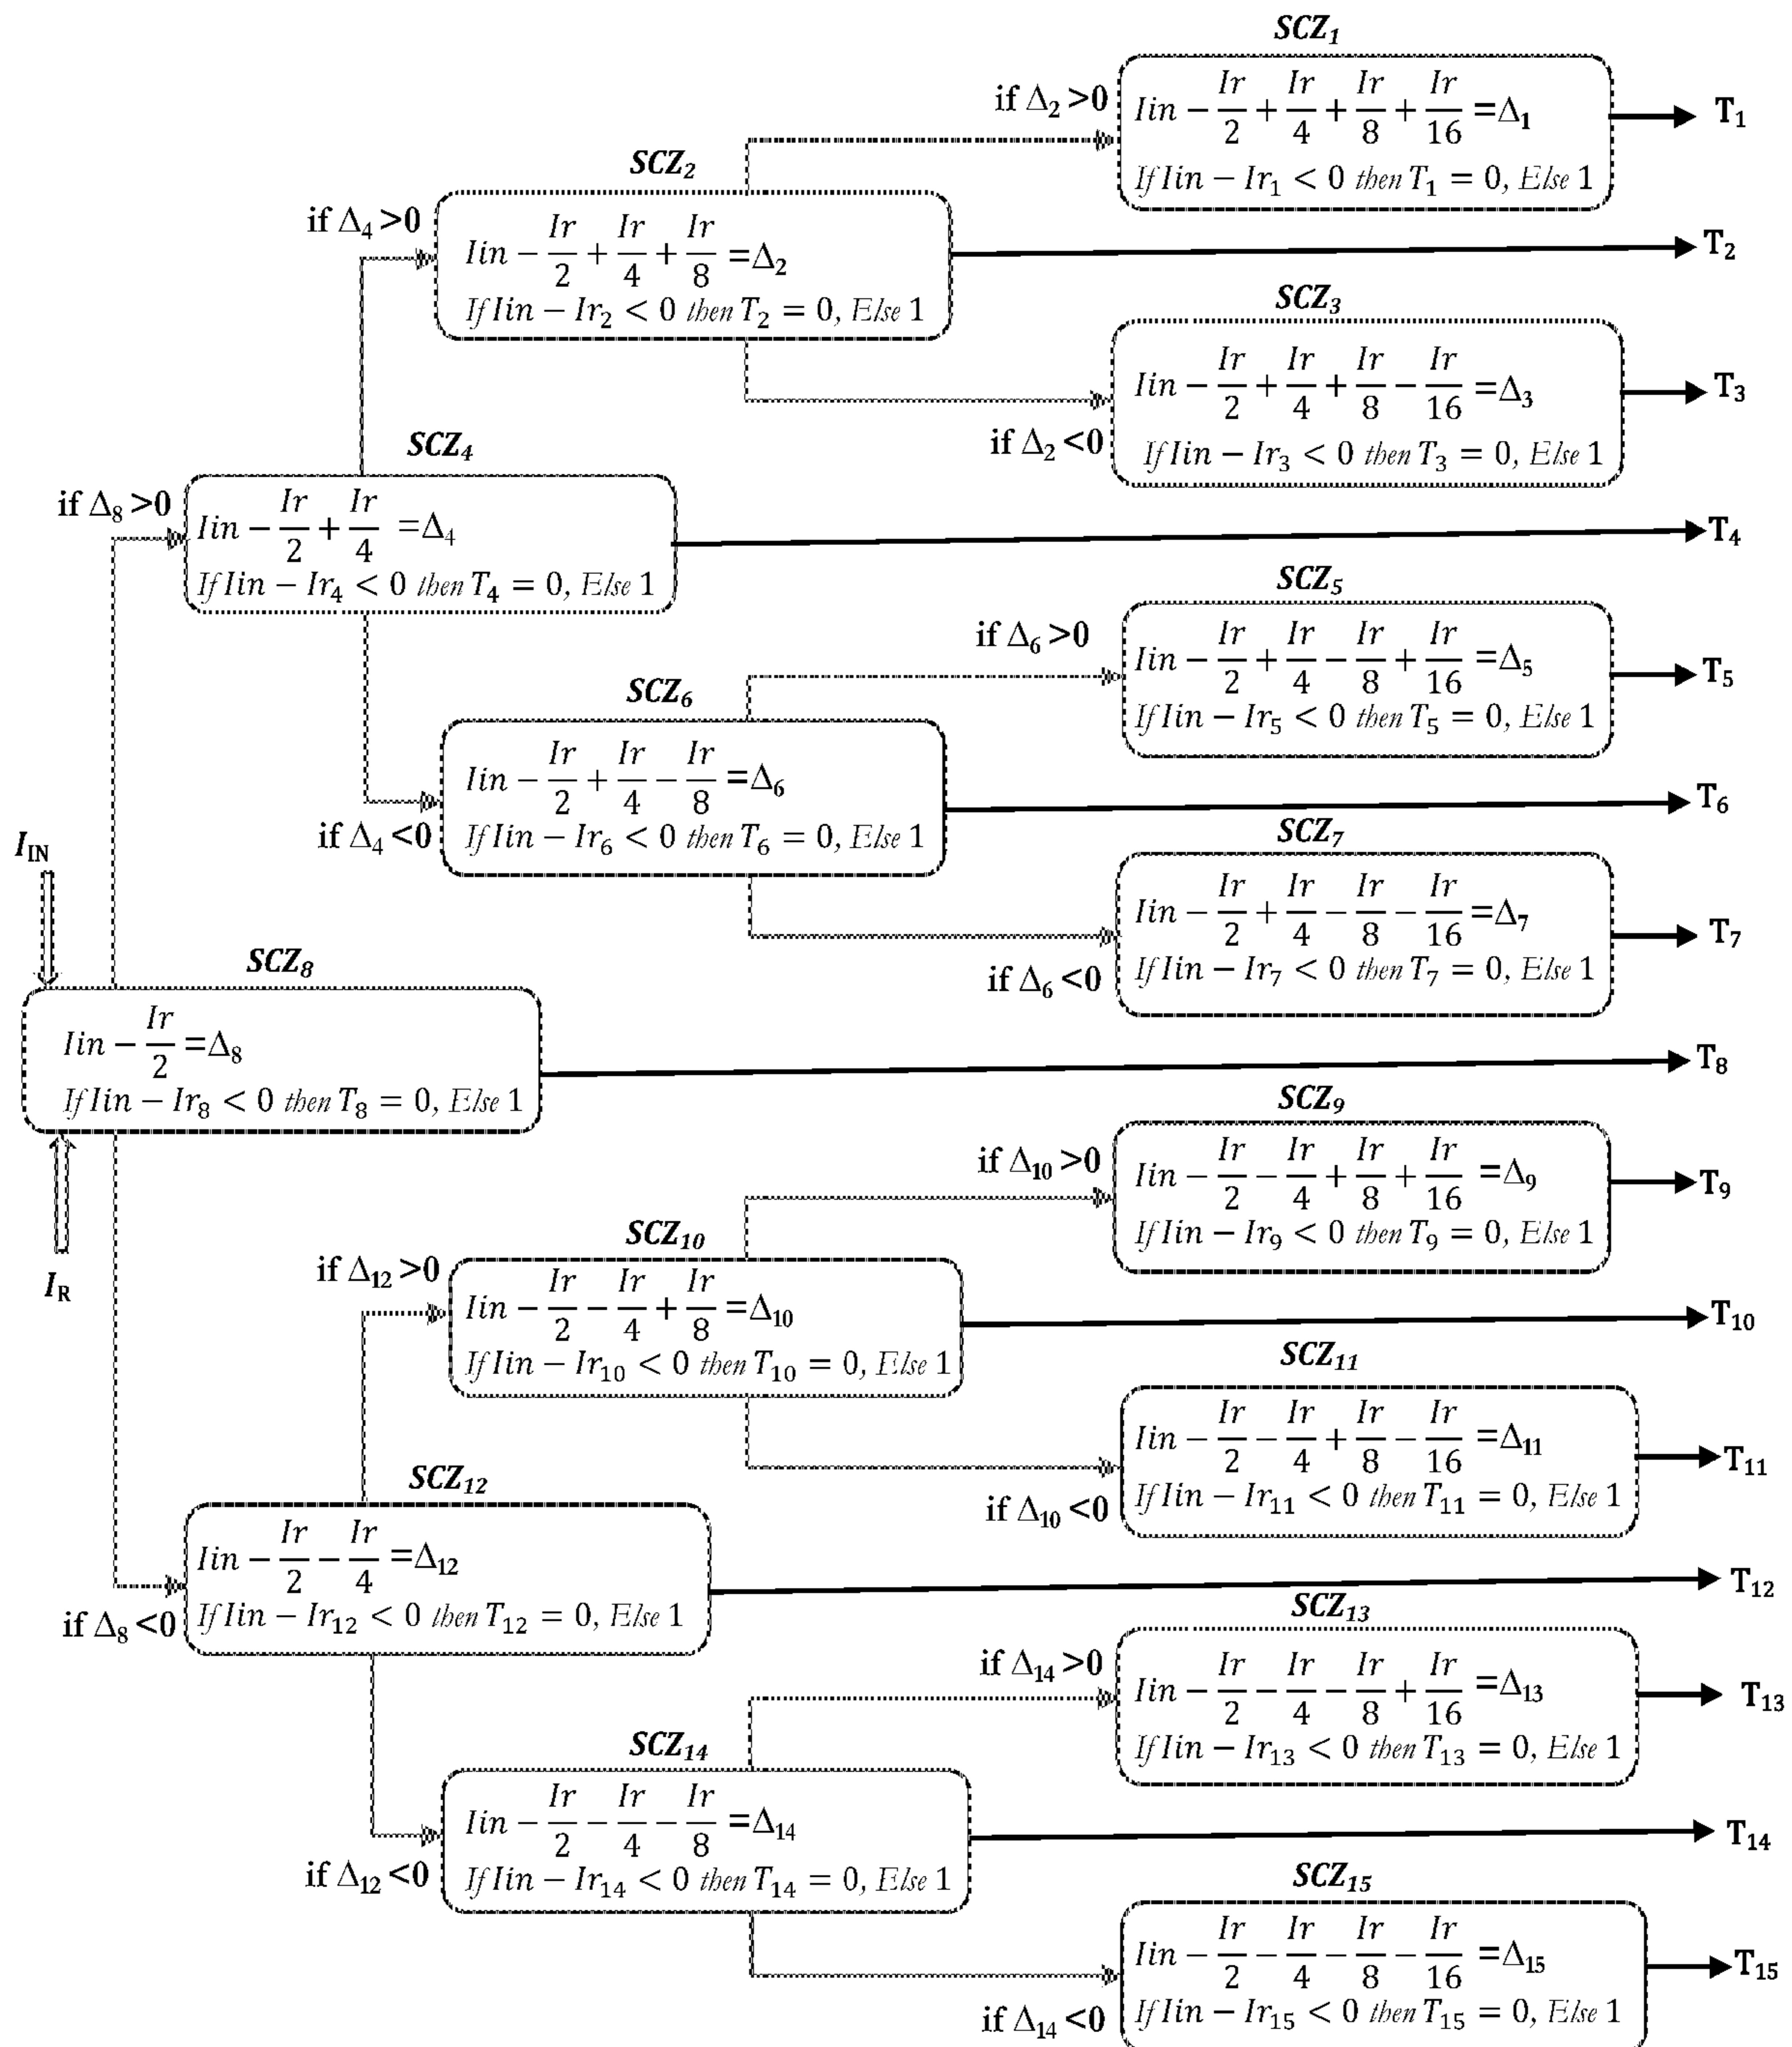 SCZ₁
if Δ₂ >0
Iin − Ir/2 + Ir/4 + Ir/8 + Ir/16 =Δ₁
If Iin − Ir₁ < 0 then T₁ = 0, Else 1
T₁
SCZ₂
if Δ₄ >0
Iin − Ir/2 + Ir/4 + Ir/8 =Δ₂
If Iin − Ir₂ < 0 then T₂ = 0, Else 1
T₂
SCZ₃
Iin − Ir/2 + Ir/4 + Ir/8 − Ir/16 =Δ₃
if Δ₂ <0
If Iin − Ir₃ < 0 then T₃ = 0, Else 1
T₃
SCZ₄
if Δ₈ >0
Iin − Ir/2 + Ir/4 =Δ₄
If Iin − Ir₄ < 0 then T₄ = 0, Else 1
T₄
SCZ₅
if Δ₆ >0
Iin − Ir/2 + Ir/4 − Ir/8 + Ir/16 =Δ₅
If Iin − Ir₅ < 0 then T₅ = 0, Else 1
T₅
SCZ₆
Iin − Ir/2 + Ir/4 − Ir/8 =Δ₆
if Δ₄ <0
If Iin − Ir₆ < 0 then T₆ = 0, Else 1
T₆
SCZ₇
Iin − Ir/2 + Ir/4 − Ir/8 − Ir/16 =Δ₇
if Δ₆ <0
If Iin − Ir₇ < 0 then T₇ = 0, Else 1
T₇
I_IN
SCZ₈
Iin − Ir/2 =Δ₈
If Iin − Ir₈ < 0 then T₈ = 0, Else 1
T₈
I_R
SCZ₉
if Δ₁₀ >0
Iin − Ir/2 − Ir/4 + Ir/8 + Ir/16 =Δ₉
If Iin − Ir₉ < 0 then T₉ = 0, Else 1
T₉
SCZ₁₀
if Δ₁₂ >0
Iin − Ir/2 − Ir/4 + Ir/8 =Δ₁₀
If Iin − Ir₁₀ < 0 then T₁₀ = 0, Else 1
T₁₀
SCZ₁₁
Iin − Ir/2 − Ir/4 + Ir/8 − Ir/16 =Δ₁₁
if Δ₁₀ <0
If Iin − Ir₁₁ < 0 then T₁₁ = 0, Else 1
T₁₁
SCZ₁₂
Iin − Ir/2 − Ir/4 =Δ₁₂
if Δ₈ <0
If Iin − Ir₁₂ < 0 then T₁₂ = 0, Else 1
T₁₂
SCZ₁₃
if Δ₁₄ >0
Iin − Ir/2 − Ir/4 − Ir/8 + Ir/16 =Δ₁₃
If Iin − Ir₁₃ < 0 then T₁₃ = 0, Else 1
T₁₃
SCZ₁₄
Iin − Ir/2 − Ir/4 − Ir/8 =Δ₁₄
if Δ₁₂ <0
If Iin − Ir₁₄ < 0 then T₁₄ = 0, Else 1
T₁₄
SCZ₁₅
Iin − Ir/2 − Ir/4 − Ir/8 − Ir/16 =Δ₁₅
if Δ₁₄ <0
If Iin − Ir₁₅ < 0 then T₁₅ = 0, Else 1
T₁₅